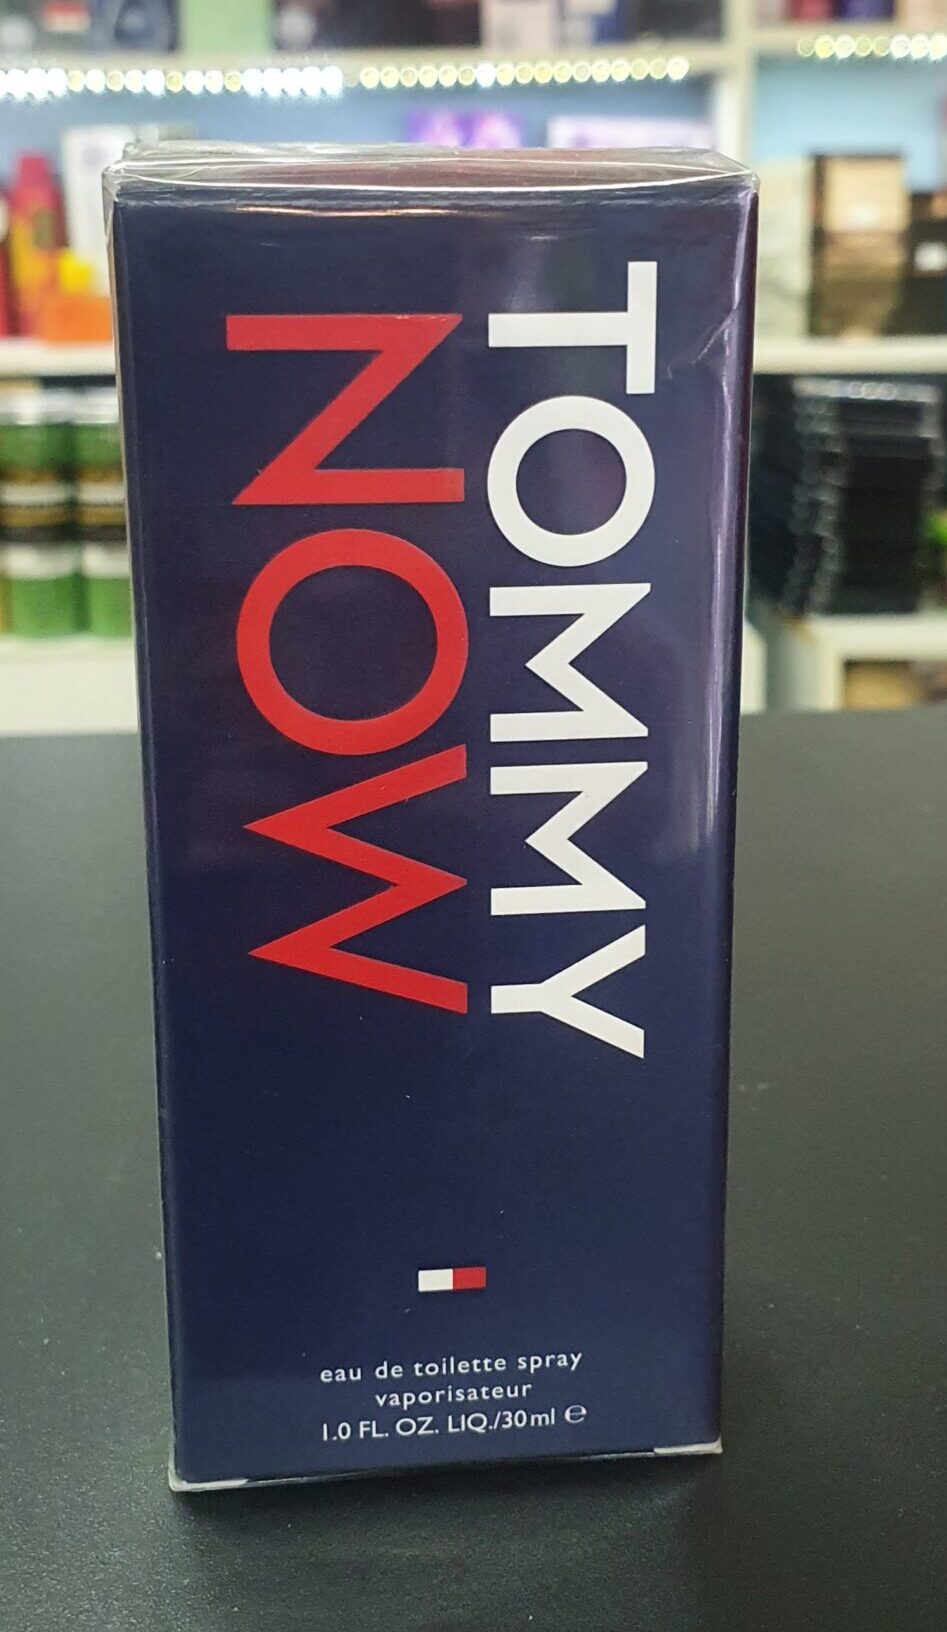 TOMMY
NOW
eau de toilette spray
vaporisateur
1.0 FL. OZ. LIQ./30ml ℮